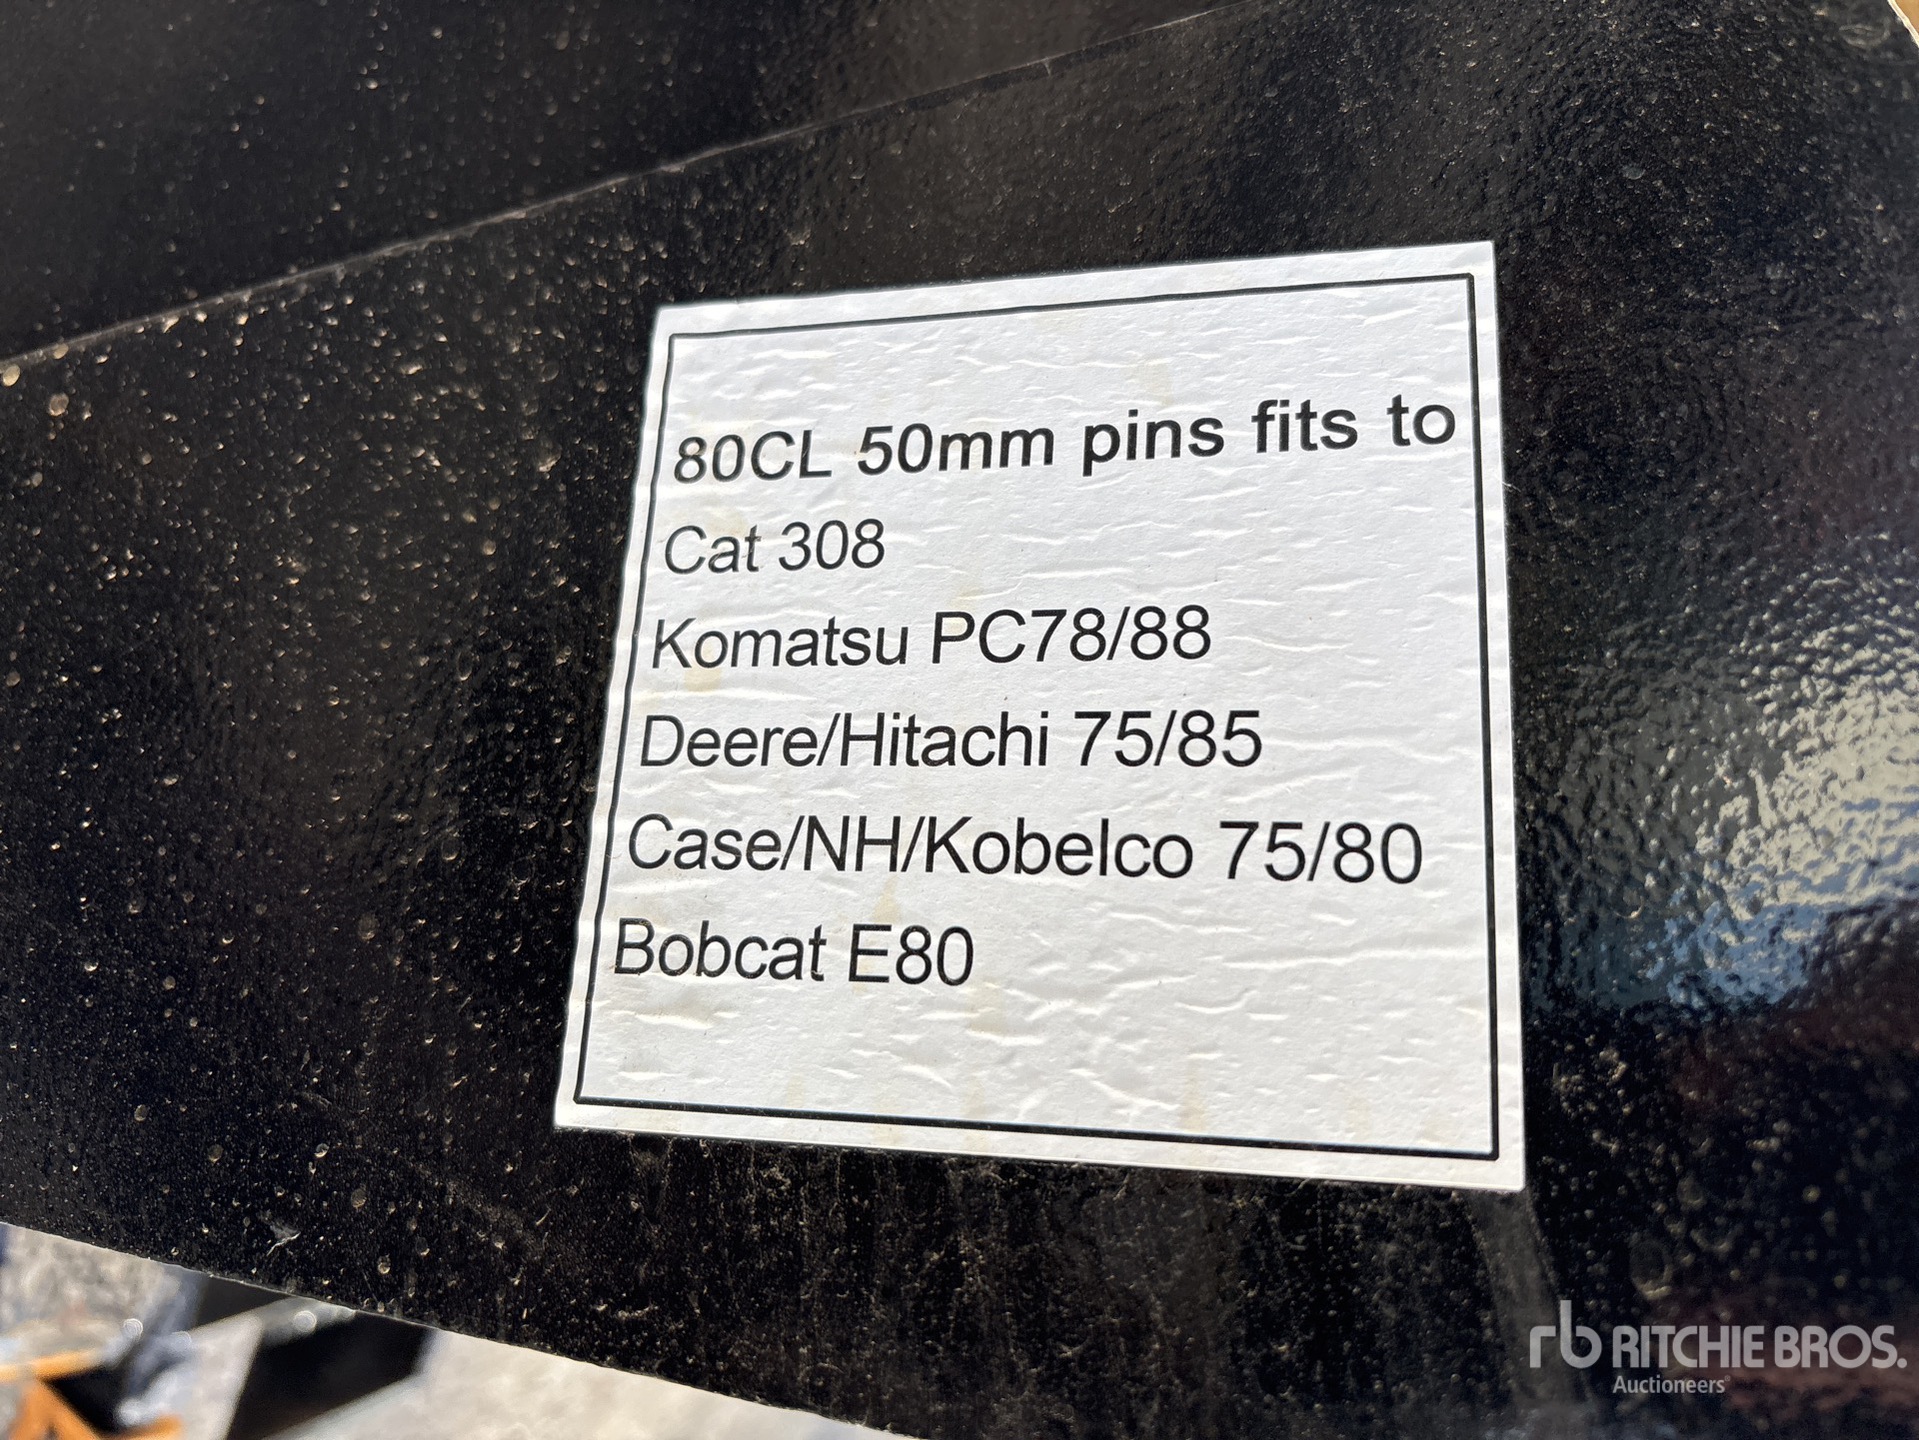 80CL 50mm pins fits to
Cat 308
Komatsu PC78/88
Deere/Hitachi 75/85
Case/NH/Kobelco 75/80
Bobcat E80
rb RITCHIE BROS.
Auctioneers